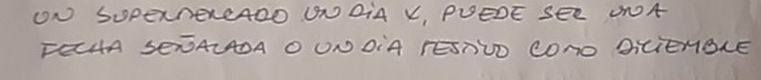 UN SUPERMERCADO UN DIA X, PUEDE SER UNA
FECHA SEÑALADA O UN DIA FESTIVO COMO DICIEMBRE